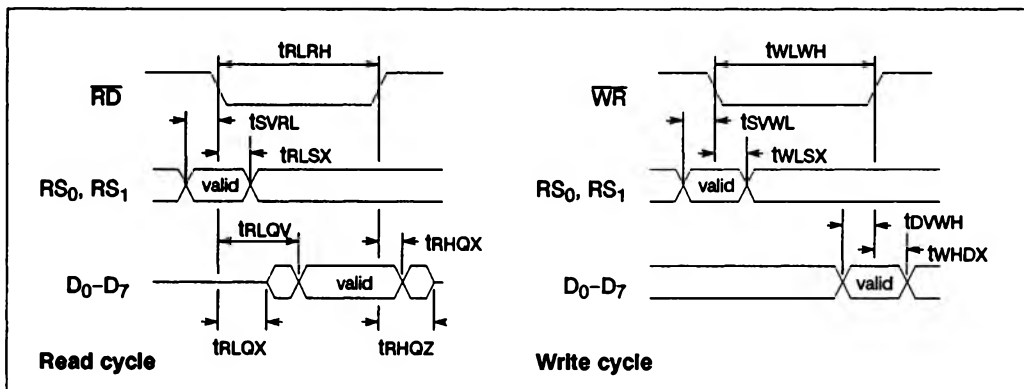 tRLRH
RD
tSVRL
tRLSX
RS0, RS1
valid
tRLQV
tRHQX
D0–D7
valid
tRLQX
tRHQZ
Read cycle
tWLWH
WR
tSVWL
tWLSX
RS0, RS1
valid
tDVWH
tWHDX
D0–D7
valid
Write cycle